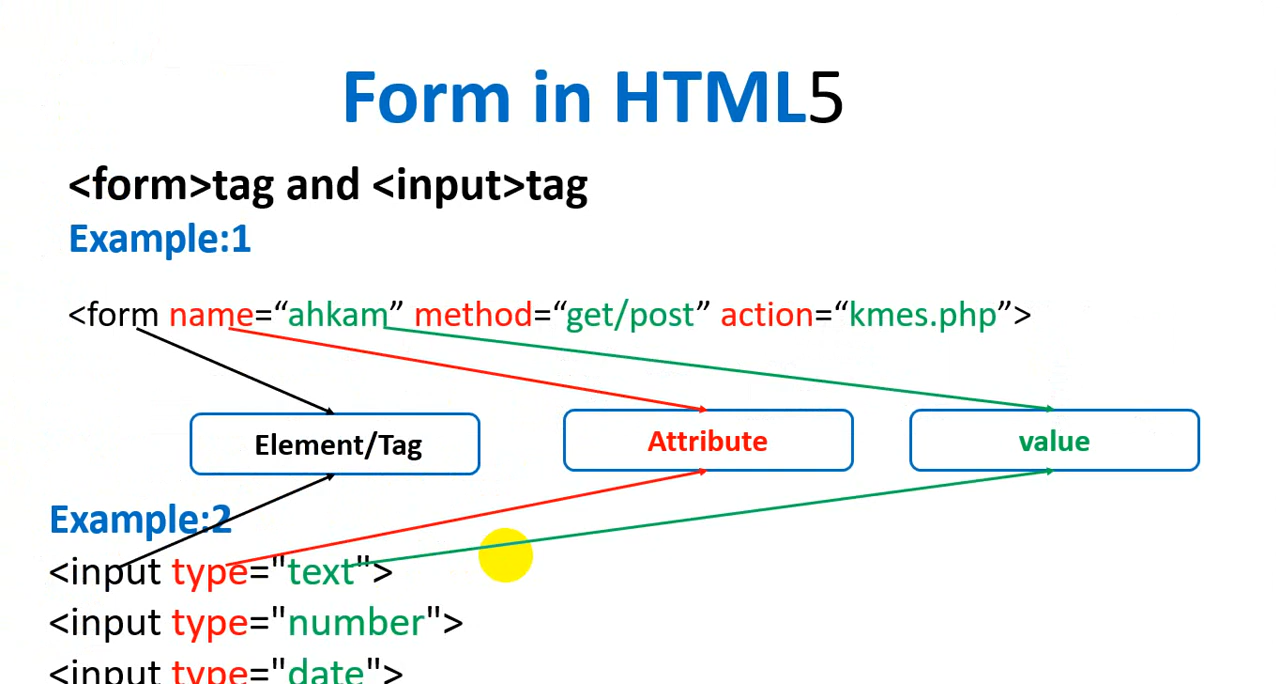 Form in HTML5
<form>tag and <input>tag
Example:1
<form name=“ahkam” method=“get/post” action=“kmes.php”>
Element/Tag
Attribute
value
Example:2
<input type="text">
<input type="number">
<input type="date">